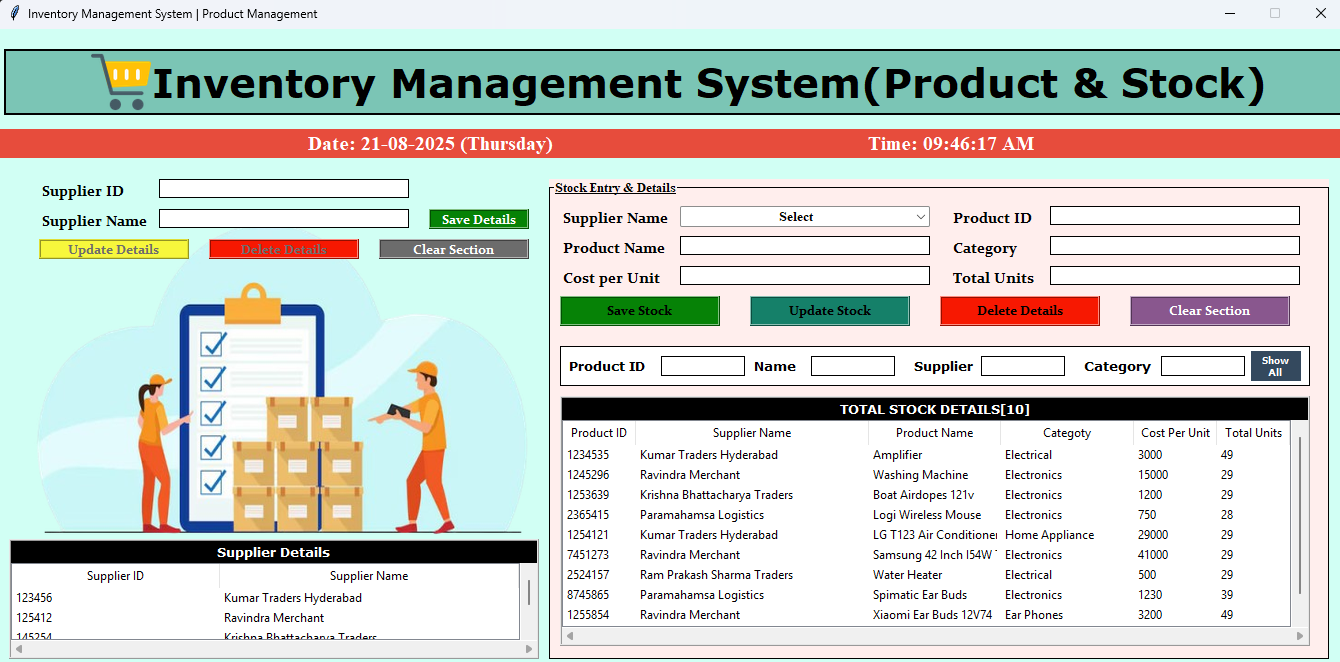 Inventory Management System | Product Management
Inventory Management System(Product & Stock)
Date: 21-08-2025 (Thursday) Time: 09:46:17 AM
Supplier ID
Supplier Name Save Details
Update Details Delete Details Clear Section
Stock Entry & Details
Supplier Name Select Product ID
Product Name Category
Cost per Unit Total Units
Save Stock Update Stock Delete Details Clear Section
Product ID Name Supplier Category Show All
TOTAL STOCK DETAILS[10]
Product ID Supplier Name Product Name Categoty Cost Per Unit Total Units
1234535 Kumar Traders Hyderabad Amplifier Electrical 3000 49
1245296 Ravindra Merchant Washing Machine Electronics 15000 29
1253639 Krishna Bhattacharya Traders Boat Airdopes 121v Electronics 1200 29
2365415 Paramahamsa Logistics Logi Wireless Mouse Electronics 750 28
1254121 Kumar Traders Hyderabad LG T123 Air Conditioner Home Appliance 29000 29
7451273 Ravindra Merchant Samsung 42 Inch I54W Electronics 41000 29
2524157 Ram Prakash Sharma Traders Water Heater Electrical 500 29
8745865 Paramahamsa Logistics Spimatic Ear Buds Electronics 1230 39
1255854 Ravindra Merchant Xiaomi Ear Buds 12V74 Ear Phones 3200 49
Supplier Details
Supplier ID Supplier Name
123456 Kumar Traders Hyderabad
125412 Ravindra Merchant
145254 Krishna Bhattacharya Traders